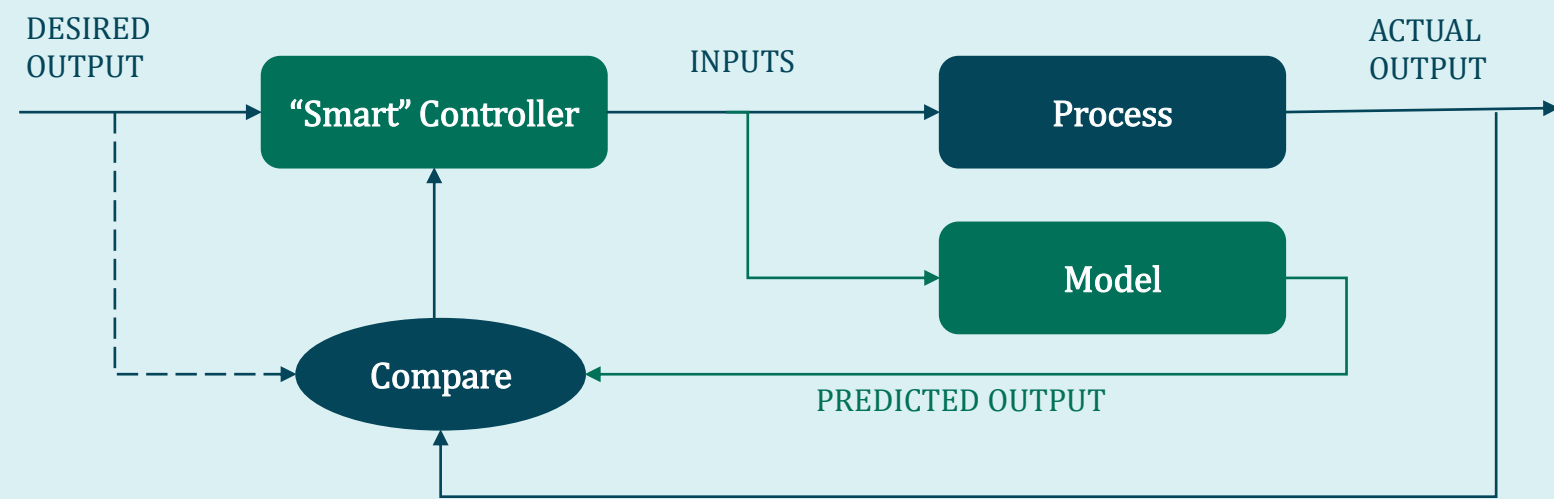 DESIRED
OUTPUT
“Smart” Controller
INPUTS
Process
ACTUAL
OUTPUT
Model
Compare
PREDICTED OUTPUT